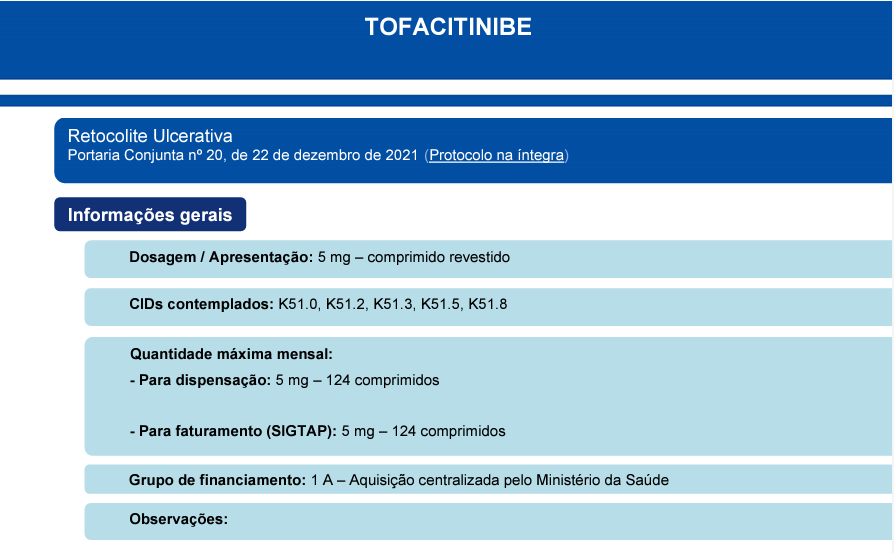 TOFACITINIBE
Retocolite Ulcerativa
Portaria Conjunta nº 20, de 22 de dezembro de 2021 (Protocolo na íntegra)
Informações gerais
Dosagem / Apresentação: 5 mg – comprimido revestido
CIDs contemplados: K51.0, K51.2, K51.3, K51.5, K51.8
Quantidade máxima mensal:
- Para dispensação: 5 mg – 124 comprimidos
- Para faturamento (SIGTAP): 5 mg – 124 comprimidos
Grupo de financiamento: 1 A – Aquisição centralizada pelo Ministério da Saúde
Observações: